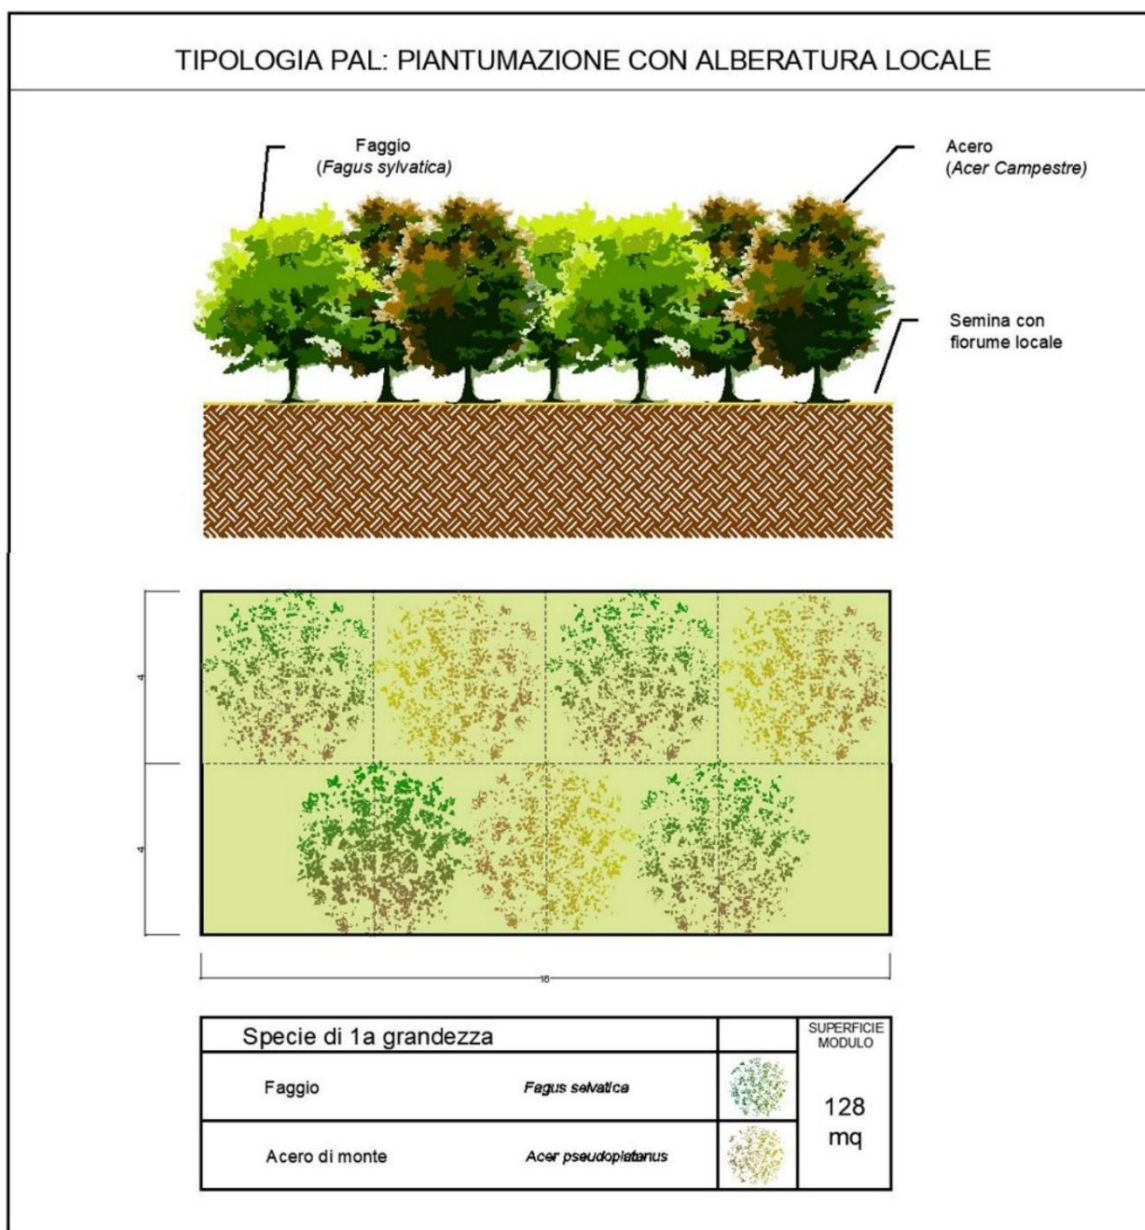 TIPOLOGIA PAL: PIANTUMAZIONE CON ALBERATURA LOCALE
Faggio
(Fagus sylvatica)
Acero
(Acer Campestre)
Semina con
fiorume locale
4
4
16
Specie di 1a grandezza
SUPERFICIE
MODULO
Faggio Fagus selvatica
128
mq
Acero di monte Acer pseudoplatanus